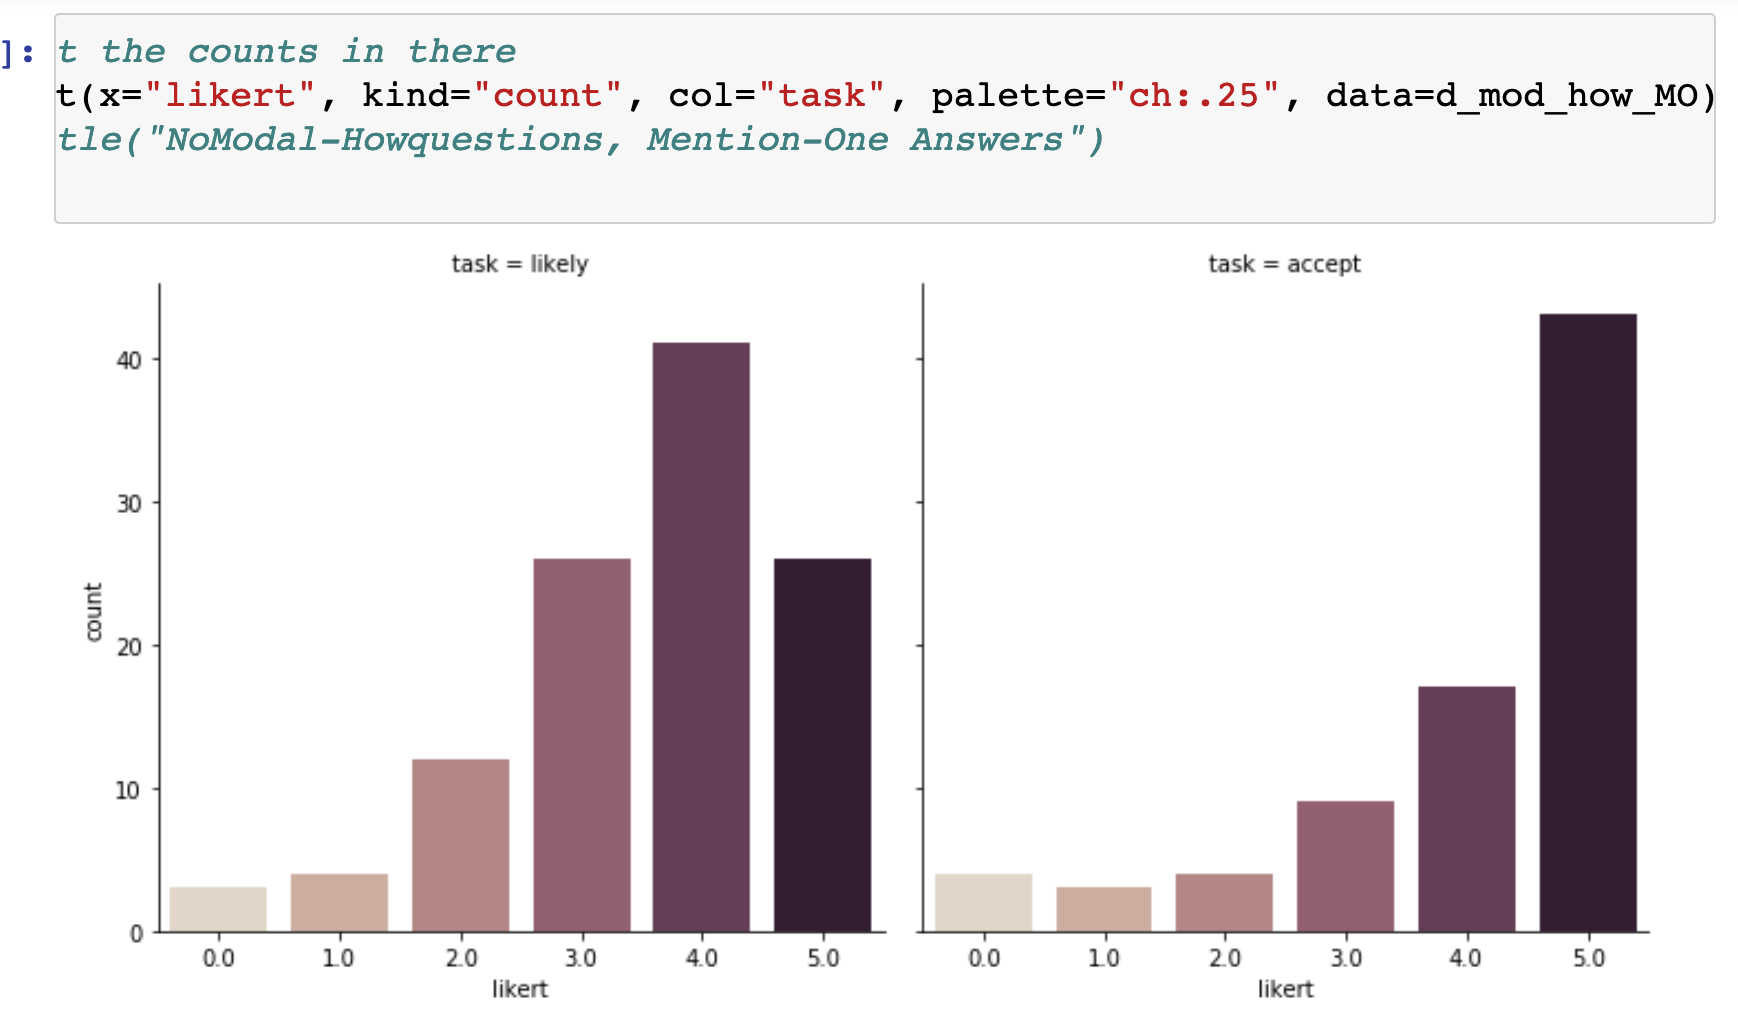 ]: t the counts in there
t(x="likert", kind="count", col="task", palette="ch:.25", data=d_mod_how_MO)
tle("NoModal-Howquestions, Mention-One Answers")
task = likely
task = accept
count
40
30
20
10
0
0.0 1.0 2.0 3.0 4.0 5.0
likert
0.0 1.0 2.0 3.0 4.0 5.0
likert